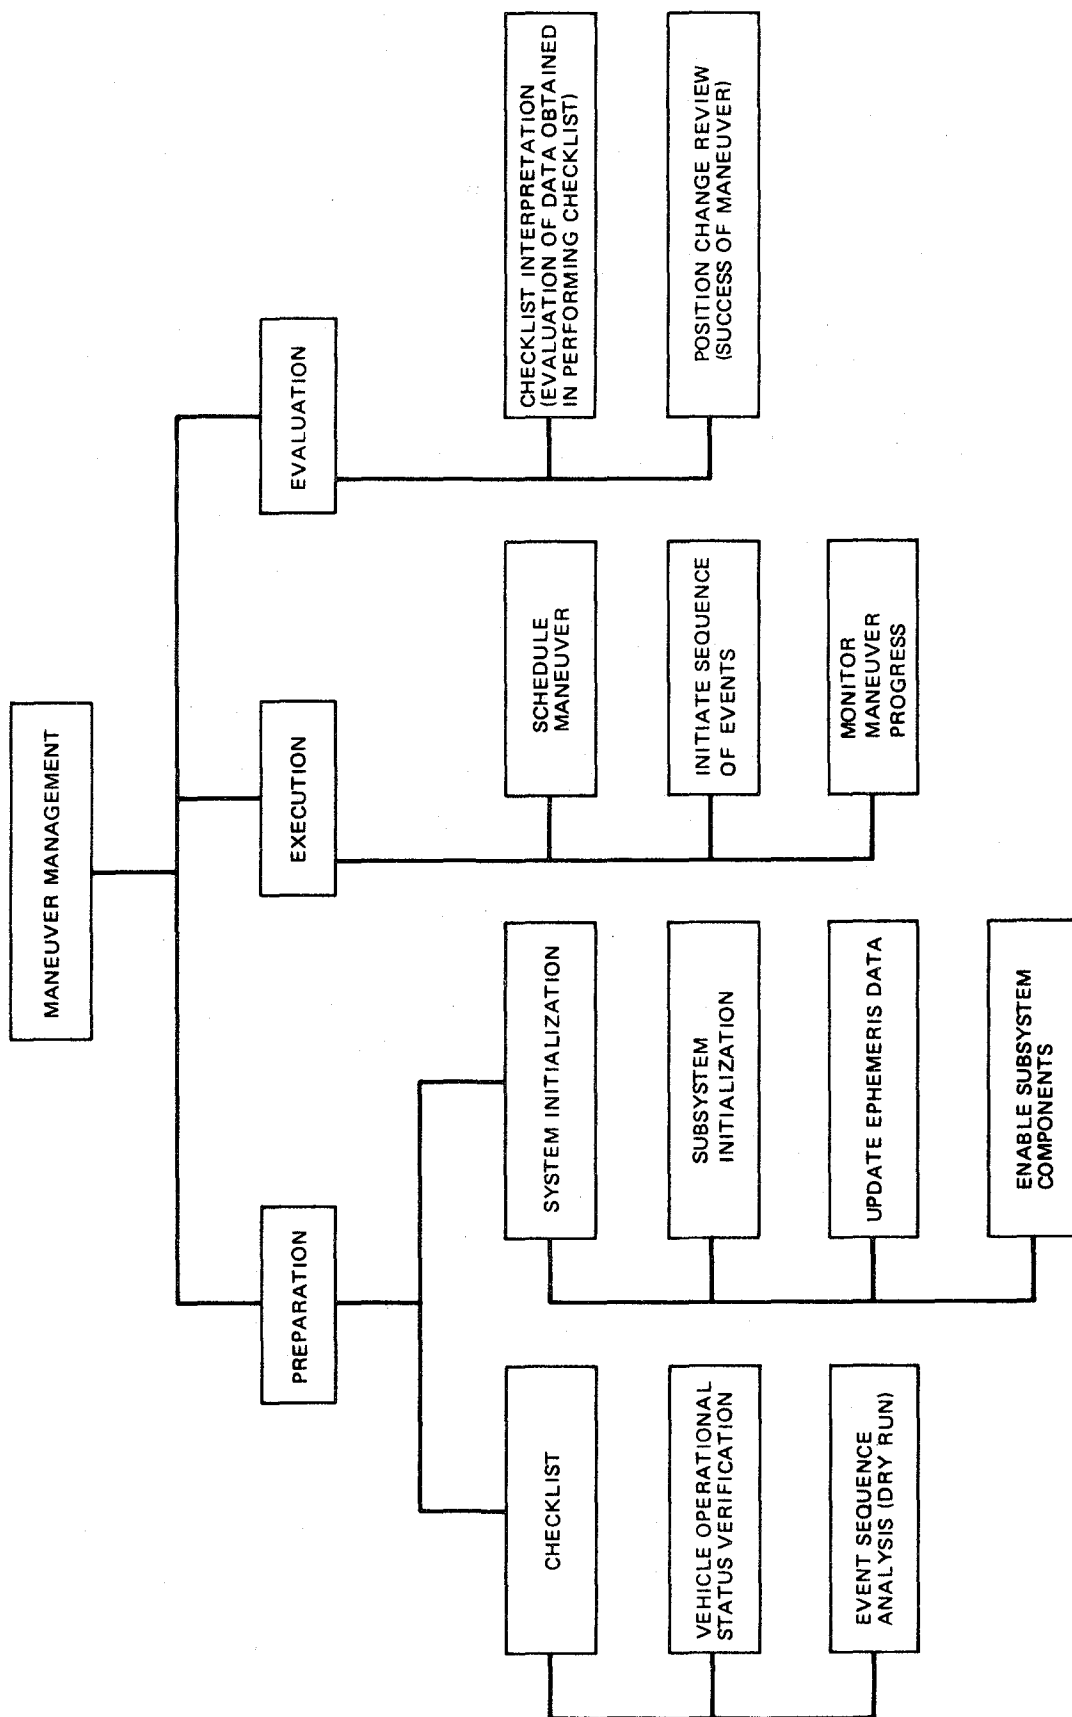 MANEUVER MANAGEMENT
PREPARATION
EXECUTION
EVALUATION
CHECKLIST
VEHICLE OPERATIONAL
STATUS VERIFICATION
EVENT SEQUENCE
ANALYSIS (DRY RUN)
SYSTEM INITIALIZATION
SUBSYSTEM
INITIALIZATION
UPDATE EPHEMERIS DATA
ENABLE SUBSYSTEM
COMPONENTS
SCHEDULE
MANEUVER
INITIATE SEQUENCE
OF EVENTS
MONITOR
MANEUVER
PROGRESS
CHECKLIST INTERPRETATION
(EVALUATION OF DATA OBTAINED
IN PERFORMING CHECKLIST)
POSITION CHANGE REVIEW
(SUCCESS OF MANEUVER)